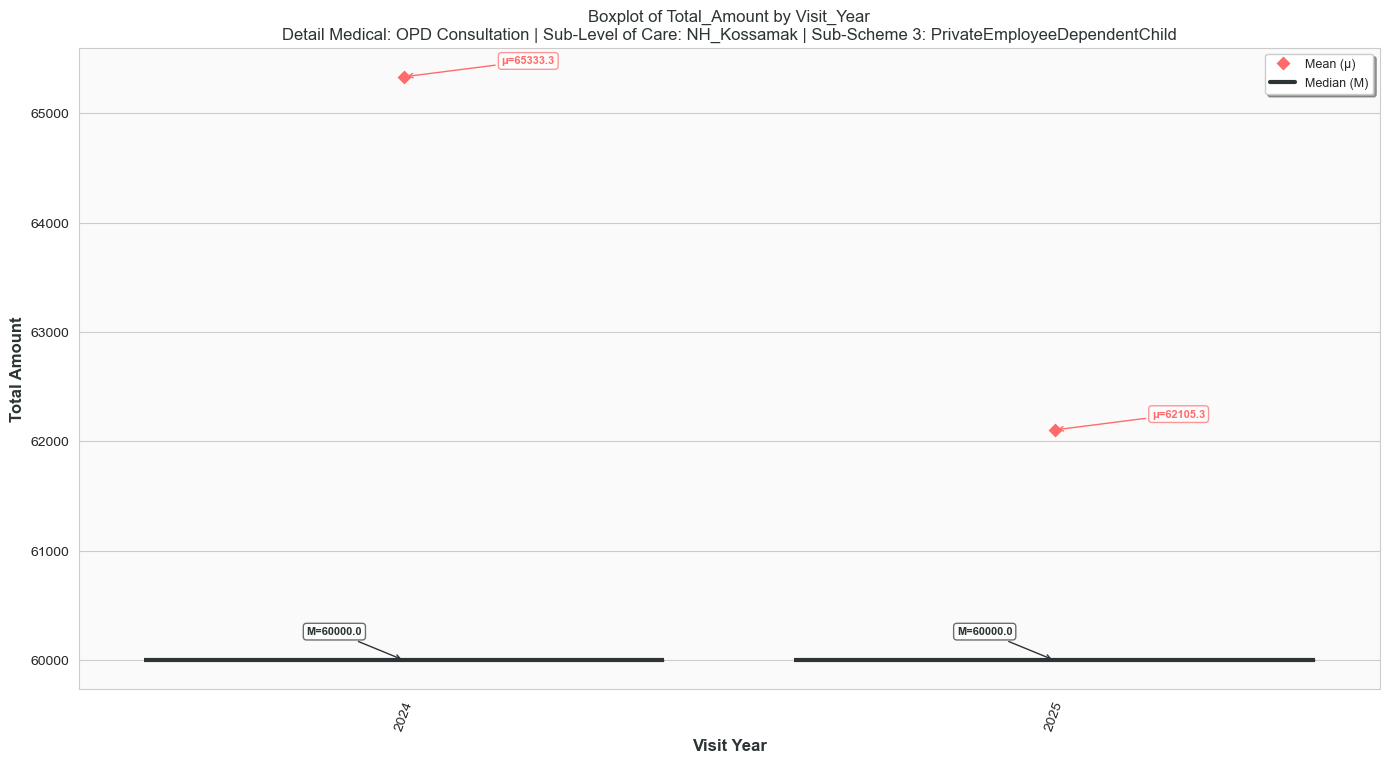 Boxplot of Total_Amount by Visit_Year
Detail Medical: OPD Consultation | Sub-Level of Care: NH_Kossamak | Sub-Scheme 3: PrivateEmployeeDependentChild
Mean (μ)
Median (M)
μ=65333.3
μ=62105.3
M=60000.0
M=60000.0
Total Amount
65000
64000
63000
62000
61000
60000
2024
2025
Visit Year